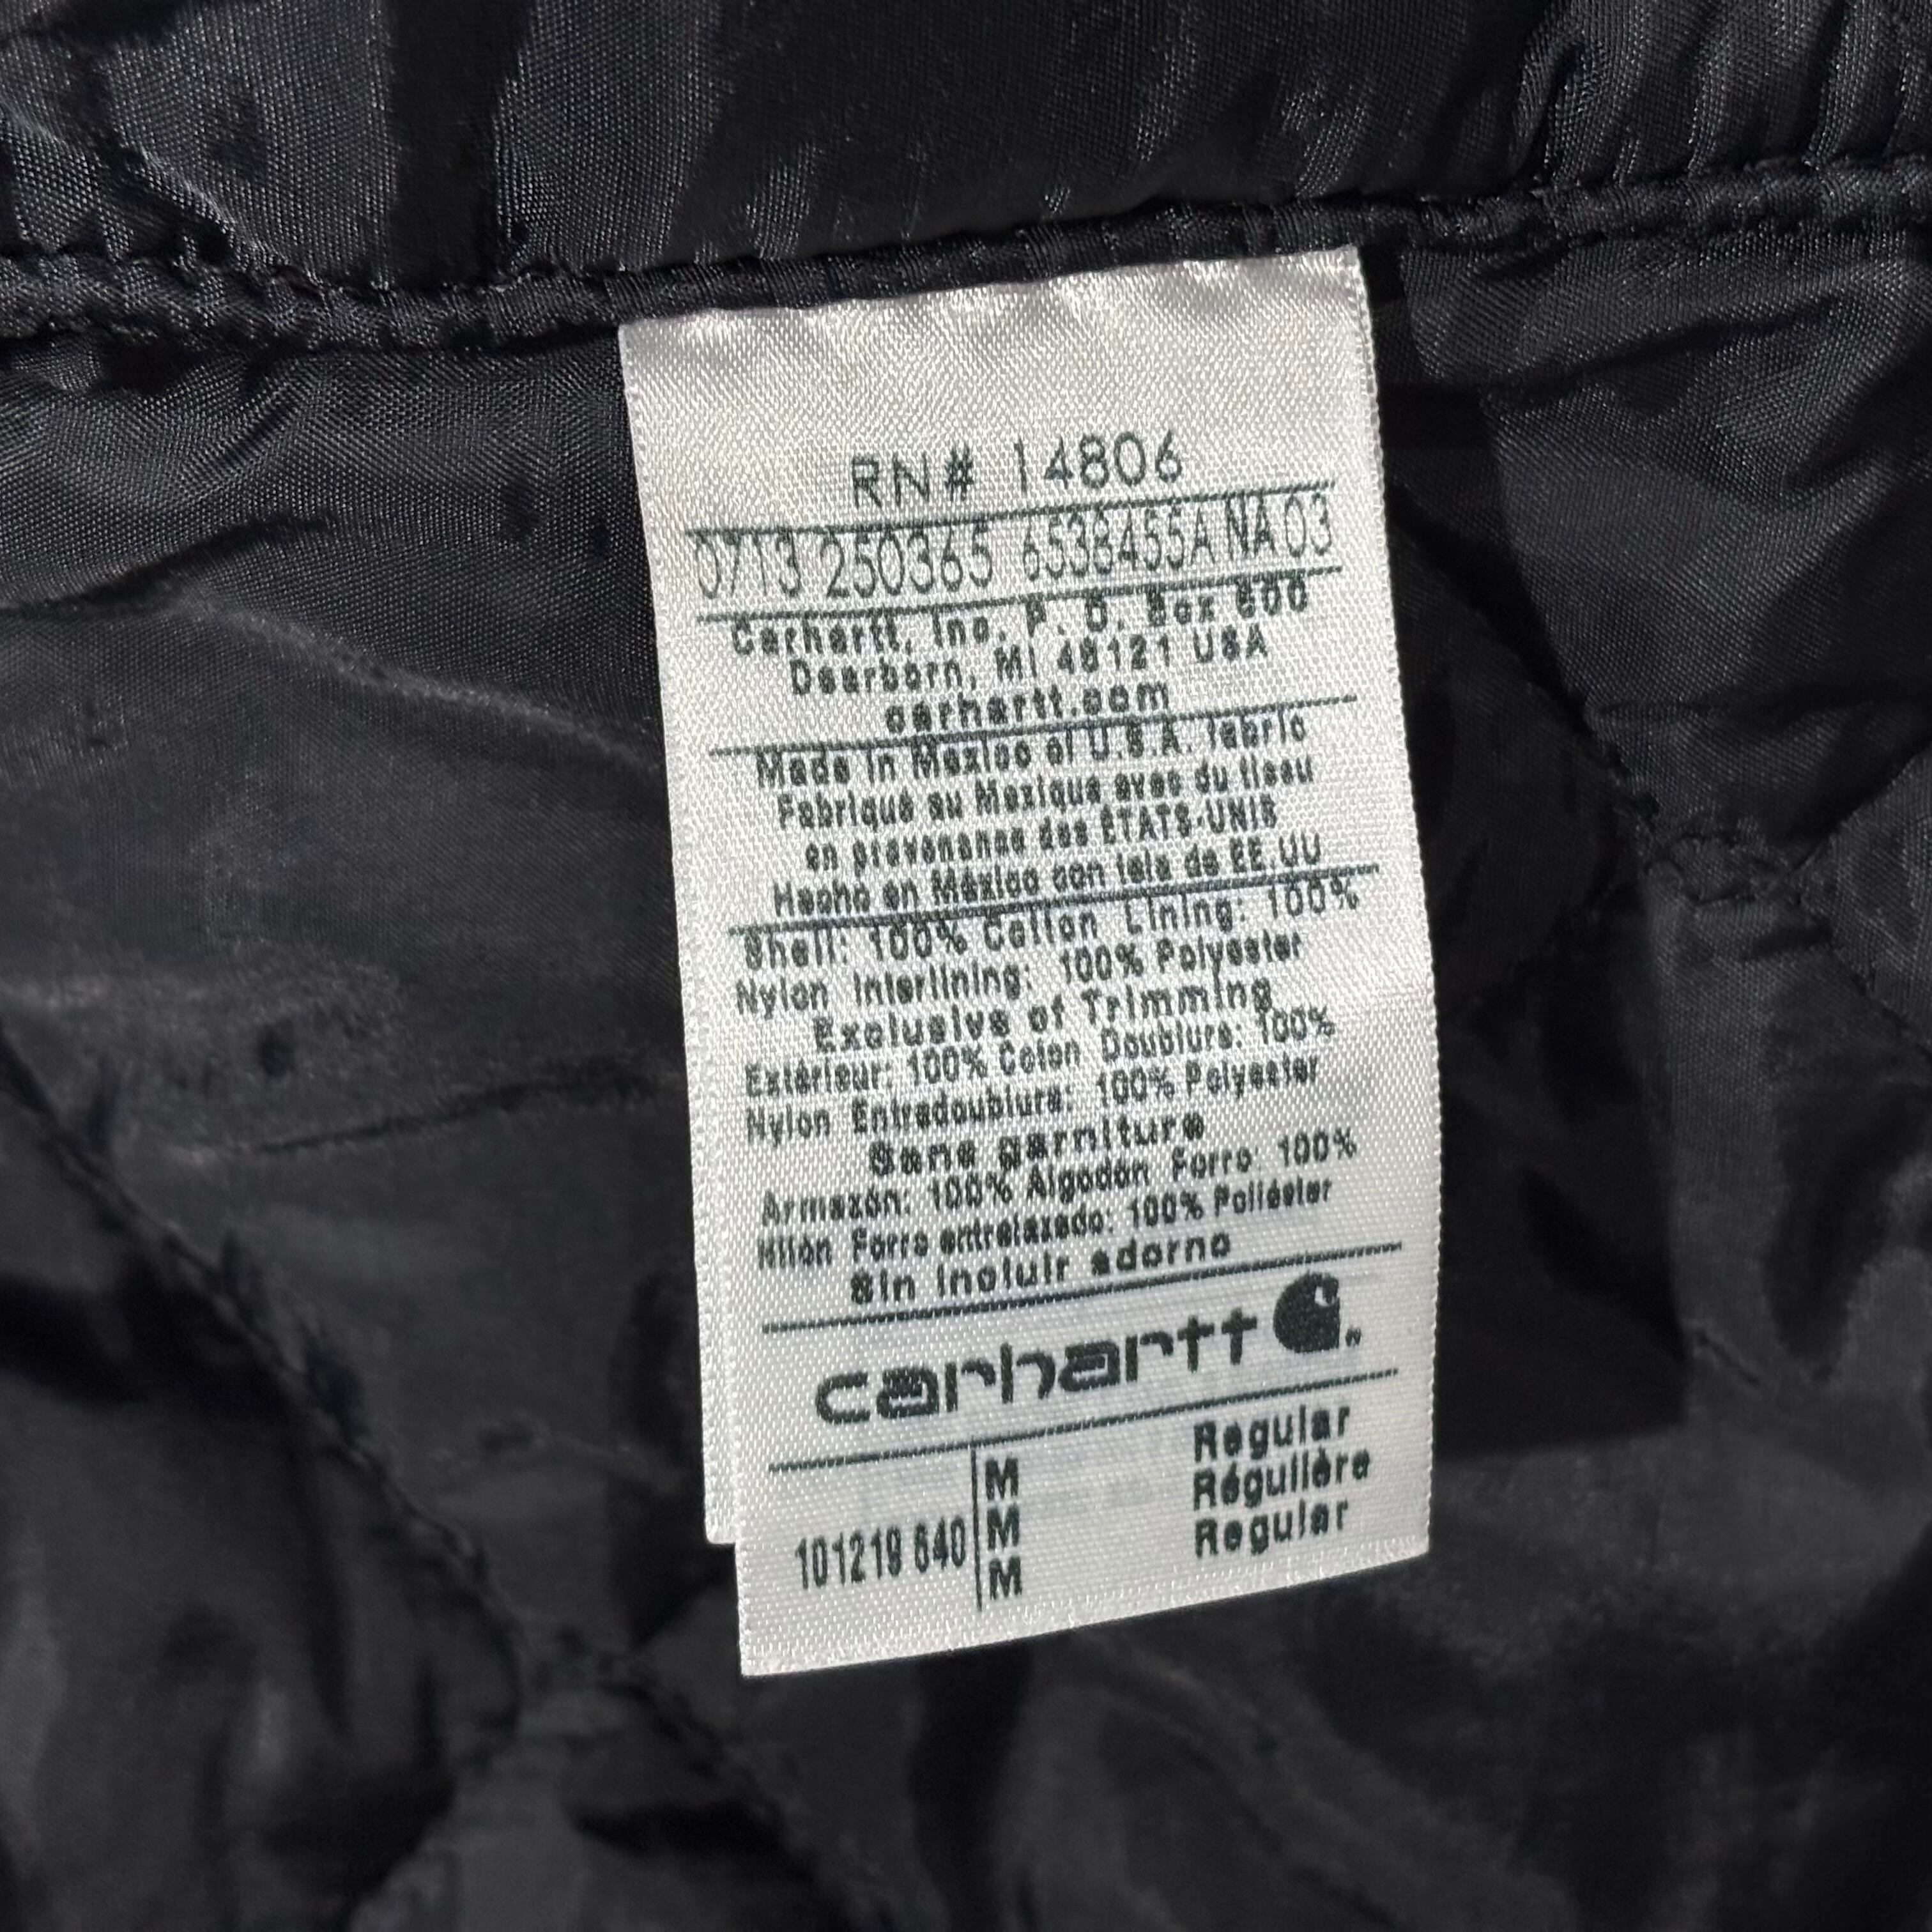 RN# 14806
0713 250365 6538455A NA 03
Carhartt, Inc. P. O. Box 600
Dearborn, MI 48121 USA
carhartt.com
Made in Mexico of U.S.A. fabric
Fabriqué au Mexique avec du tissu
en provenance des ÉTATS-UNIS
Hecho en México con tela de EE.UU
Shell: 100% Cotton Lining: 100%
Nylon Interlining: 100% Polyester
Exclusive of Trimming
Extérieur: 100% Coton Doublure: 100%
Nylon Entredoublure: 100% Polyester
Sans garniture
Armazón: 100% Algodón Forro: 100%
Nilón Forro entrelazado: 100% Poliéster
Sin incluir adorno
carhartt
M Regular
M Régulière
101219 640 M Regular